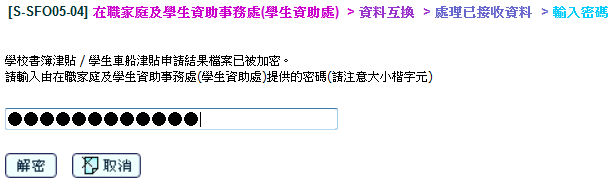 [S-SFO05-04] 在職家庭及學生資助事務處(學生資助處) > 資料互換 > 處理已接收資料 > 輸入密碼
學校書簿津貼 / 學生車船津貼申請結果檔案已被加密。
請輸入由在職家庭及學生資助事務處(學生資助處)提供的密碼(請注意大小楷字元)
●●●●●●●●●●●●
解密 取消